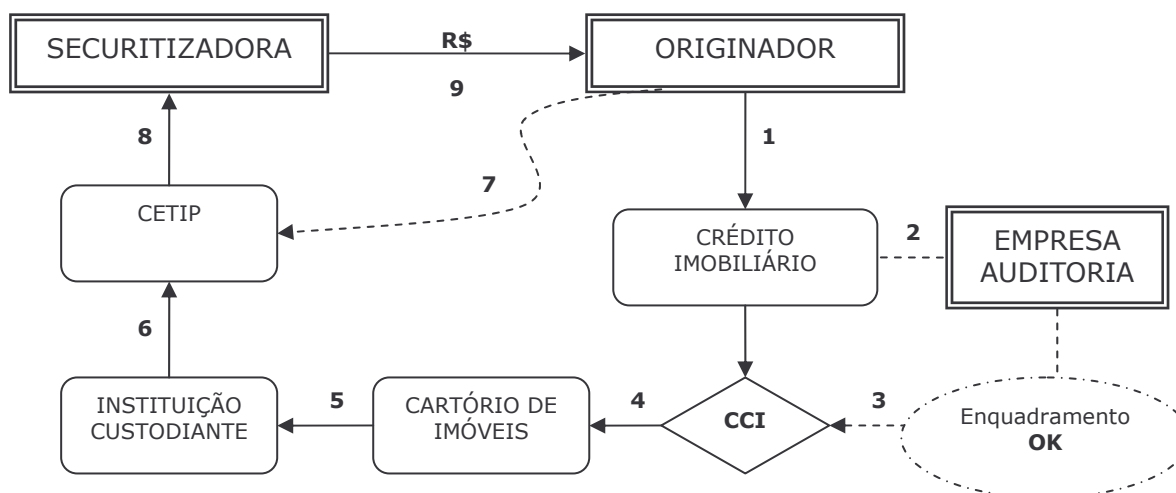 SECURITIZADORA
R$
ORIGINADOR
9
8
1
7
CETIP
CRÉDITO
IMOBILIÁRIO
2
EMPRESA
AUDITORIA
6
INSTITUIÇÃO
CUSTODIANTE
5
CARTÓRIO DE
IMÓVEIS
4
CCI
3
Enquadramento
OK